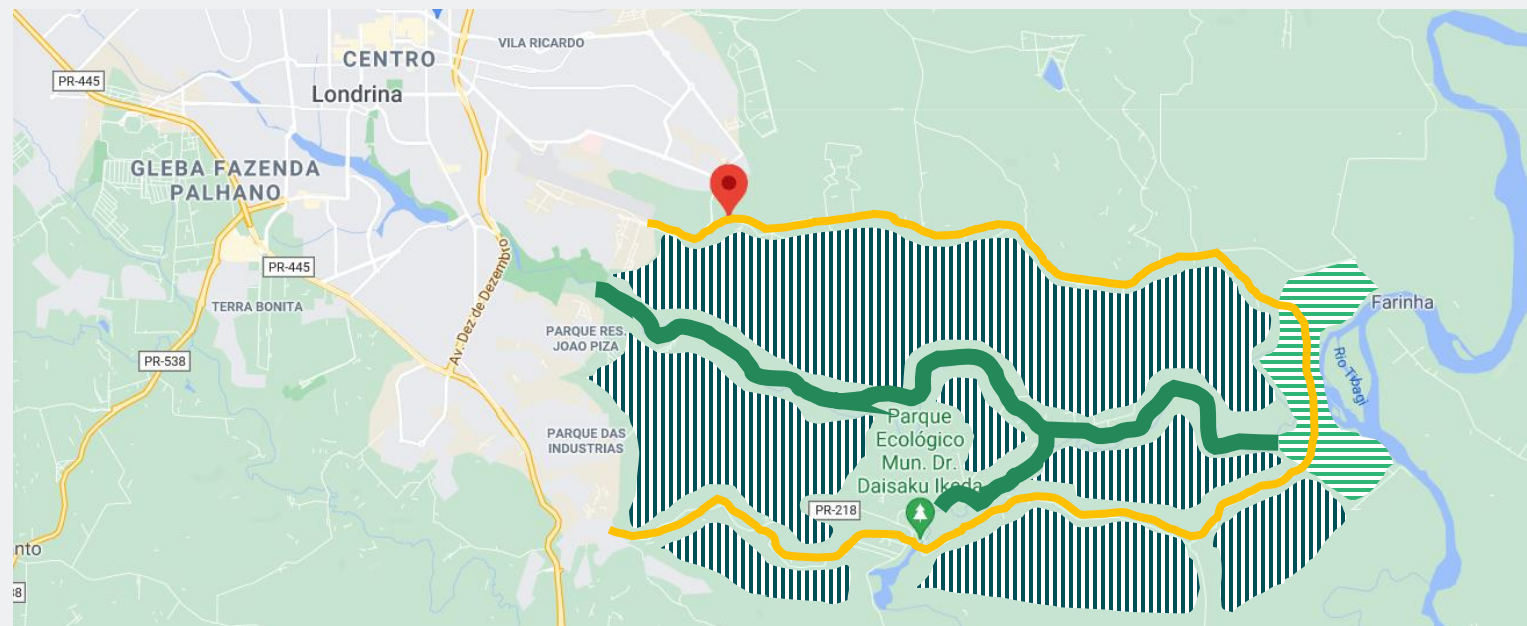 VILA RICARDO
CENTRO
PR-445
Londrina
GLEBA FAZENDA
PALHANO
PR-445
Av. Dez de Dezembro
TERRA BONITA
Farinha
PARQUE RES.
JOAO PIZA
PR-538
Rio Tibagi
Parque
Ecológico
Mun. Dr.
Daisaku Ikeda
PARQUE DAS
INDUSTRIAS
PR-218
nto
38